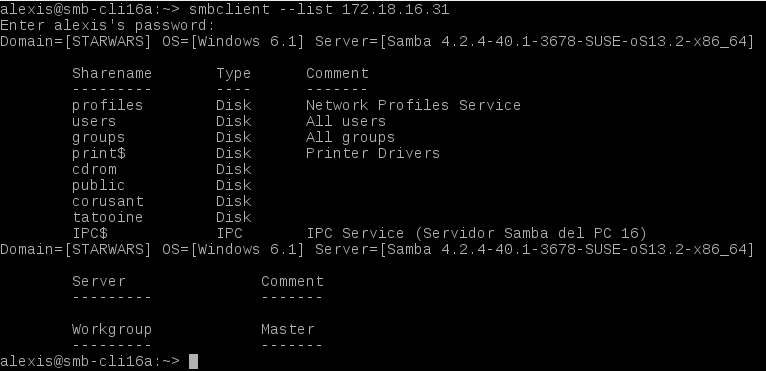 alexis@smb-cli16a:~> smbclient --list 172.18.16.31
Enter alexis's password:
Domain=[STARWARS] OS=[Windows 6.1] Server=[Samba 4.2.4-40.1-3678-SUSE-oS13.2-x86_64]
Sharename Type Comment
--------- ---- -------
profiles Disk Network Profiles Service
users Disk All users
groups Disk All groups
print$ Disk Printer Drivers
cdrom Disk
public Disk
corusant Disk
tatooine Disk
IPC$ IPC IPC Service (Servidor Samba del PC 16)
Domain=[STARWARS] OS=[Windows 6.1] Server=[Samba 4.2.4-40.1-3678-SUSE-oS13.2-x86_64]
Server Comment
--------- -------
Workgroup Master
--------- -------
alexis@smb-cli16a:~>